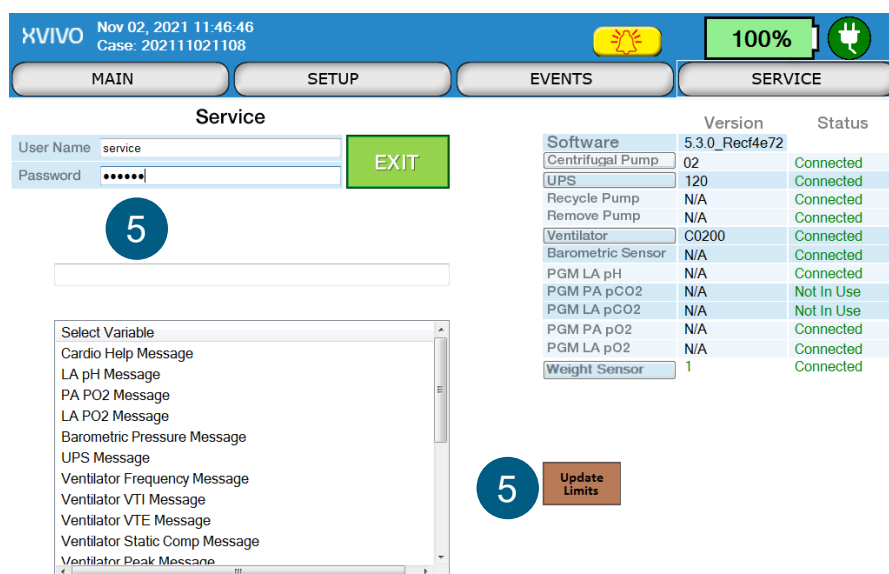 XVIVO
Nov 02, 2021 11:46:46
Case: 202111021108
100%
MAIN
SETUP
EVENTS
SERVICE
Service
User Name service
Password ••••••
EXIT
5
Select Variable
Cardio Help Message
LA pH Message
PA PO2 Message
LA PO2 Message
Barometric Pressure Message
UPS Message
Ventilator Frequency Message
Ventilator VTI Message
Ventilator VTE Message
Ventilator Static Comp Message
Ventilator Peak Message
Version Status
Software 5.3.0_Recf4e72
Centrifugal Pump 02 Connected
UPS 120 Connected
Recycle Pump N/A Connected
Remove Pump N/A Connected
Ventilator C0200 Connected
Barometric Sensor N/A Connected
PGM LA pH N/A Connected
PGM PA pCO2 N/A Not In Use
PGM LA pCO2 N/A Not In Use
PGM PA pO2 N/A Connected
PGM LA pO2 N/A Connected
Weight Sensor 1 Connected
5
Update
Limits